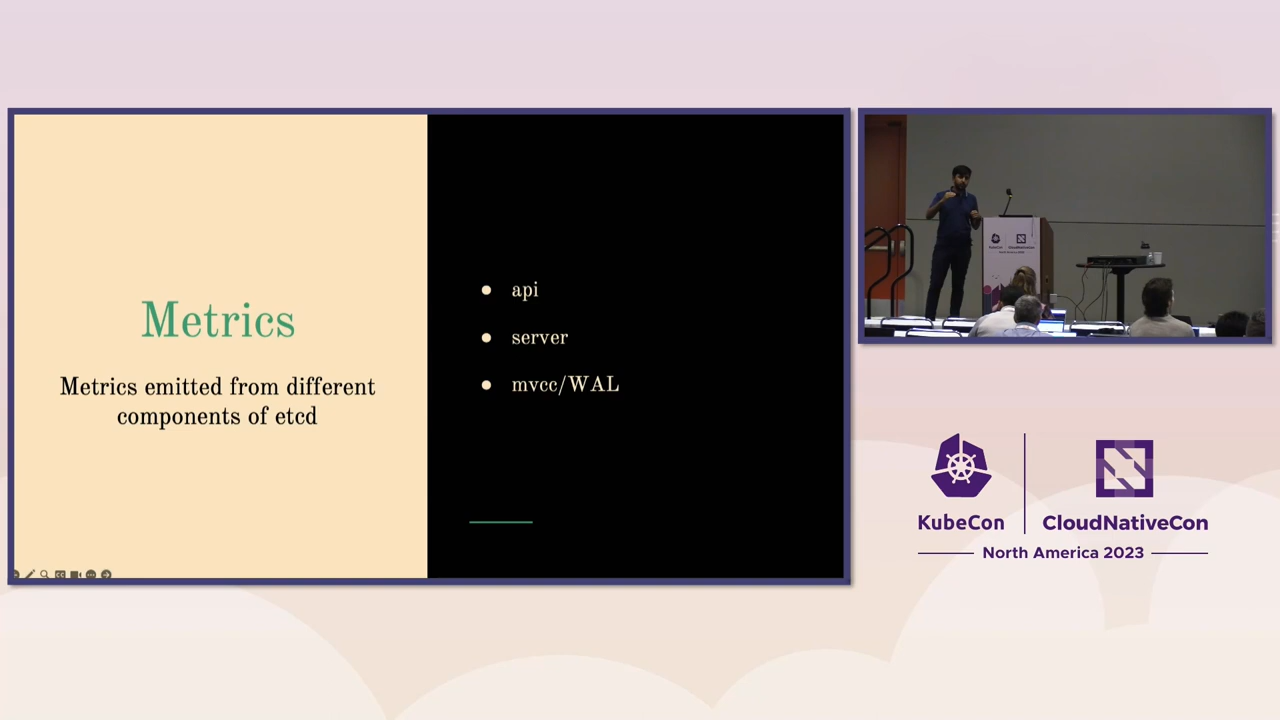 Metrics
Metrics emitted from different
components of etcd
api
server
mvcc/WAL
KubeCon
CloudNativeCon
North America 2023